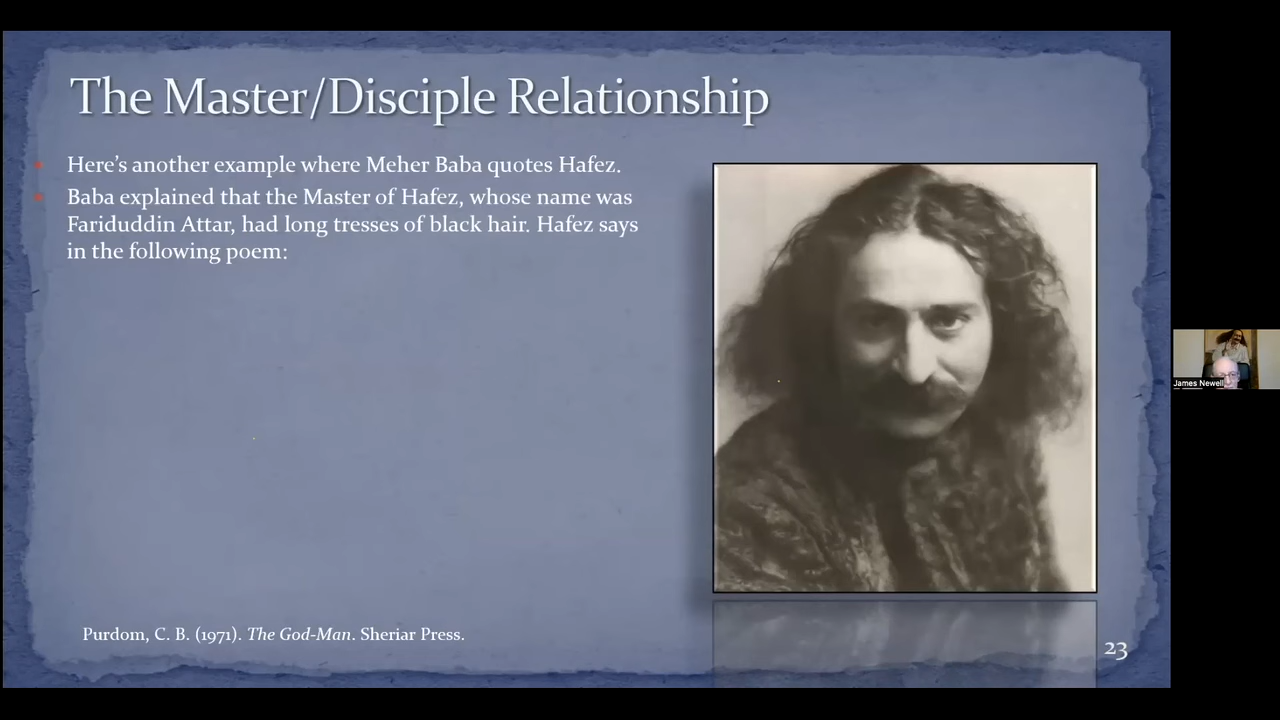 The Master/Disciple Relationship
Here's another example where Meher Baba quotes Hafez.
Baba explained that the Master of Hafez, whose name was
Fariduddin Attar, had long tresses of black hair. Hafez says
in the following poem:
James Newell
Purdom, C. B. (1971). The God-Man. Sheriar Press.
23